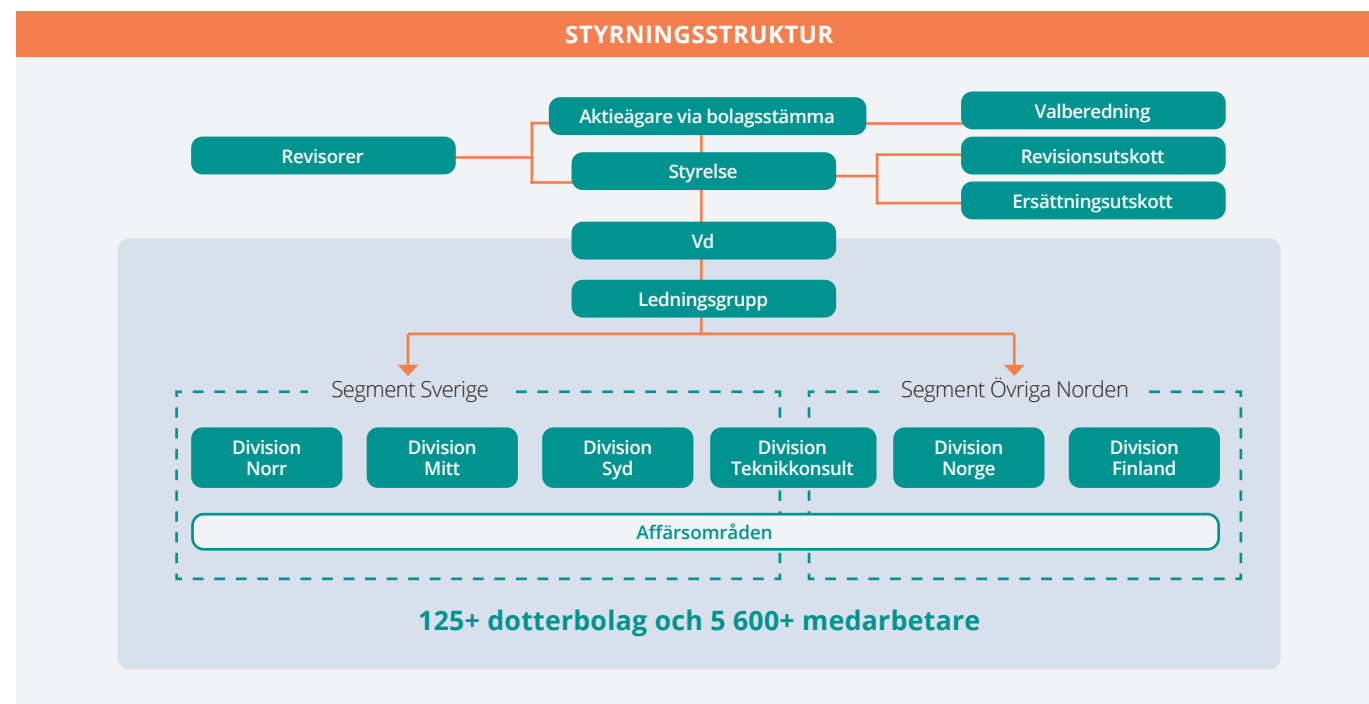 STYRNINGSSTRUKTUR
Aktieägare via bolagsstämma
Valberedning
Revisorer
Styrelse
Revisionsutskott
Ersättningsutskott
Vd
Ledningsgrupp
Segment Sverige
Segment Övriga Norden
Division
Norr
Division
Mitt
Division
Syd
Division
Teknikkonsult
Division
Norge
Division
Finland
Affärsområden
125+ dotterbolag och 5 600+ medarbetare